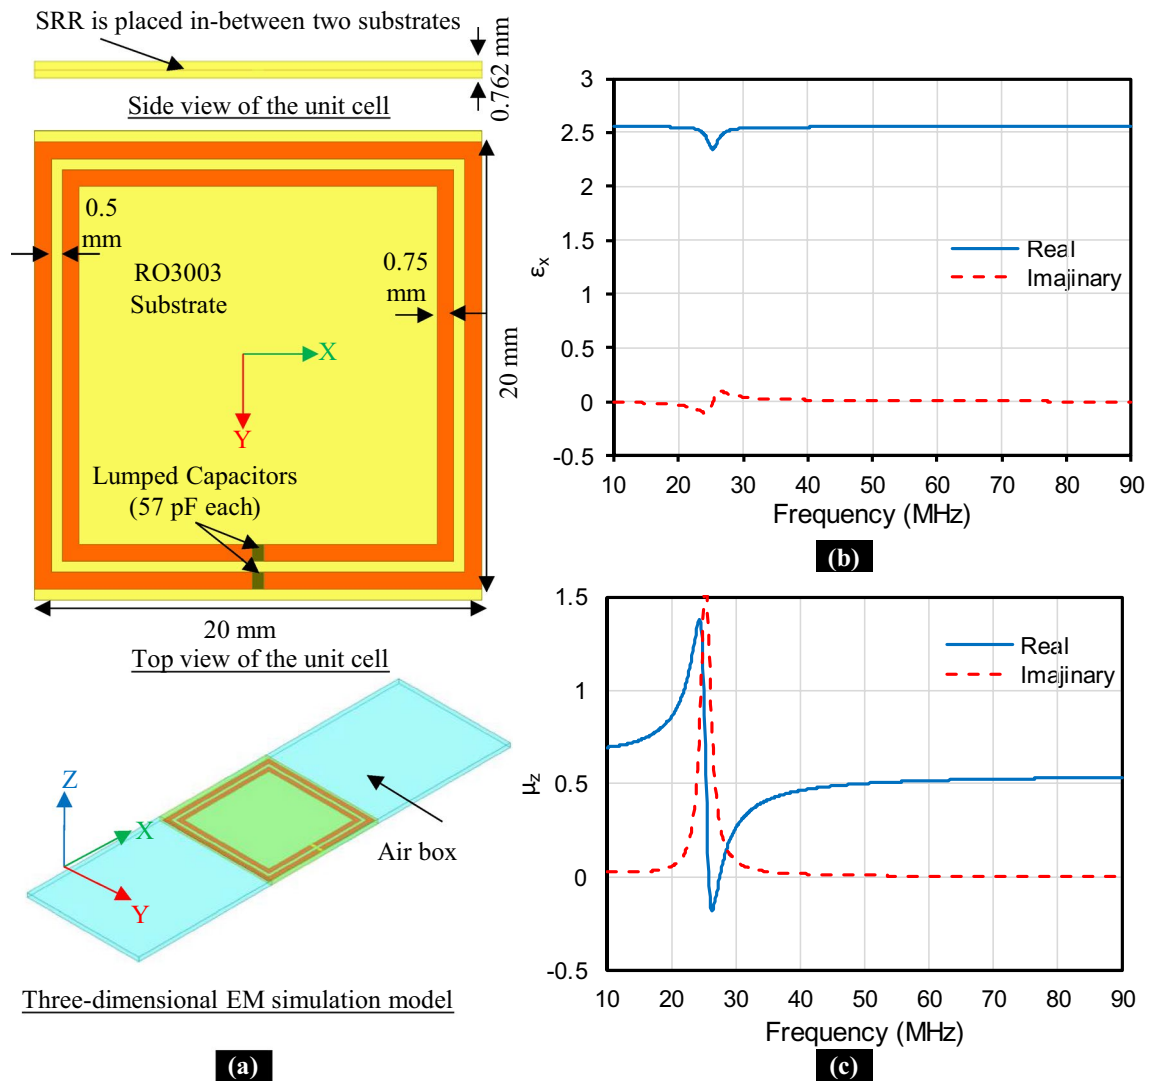 SRR is placed in-between two substrates
0.762 mm
Side view of the unit cell
0.5
mm
RO3003
Substrate
0.75
mm
X
Y
20 mm
Lumped Capacitors
(57 pF each)
20 mm
Top view of the unit cell
Z
X
Y
Air box
Three-dimensional EM simulation model
(a)
3
2.5
2
1.5
1
0.5
0
-0.5
εx
Real
Imajinary
10 20 30 40 50 60 70 80 90
Frequency (MHz)
(b)
1.5
1
0.5
0
-0.5
μz
Real
Imajinary
10 20 30 40 50 60 70 80 90
Frequency (MHz)
(c)